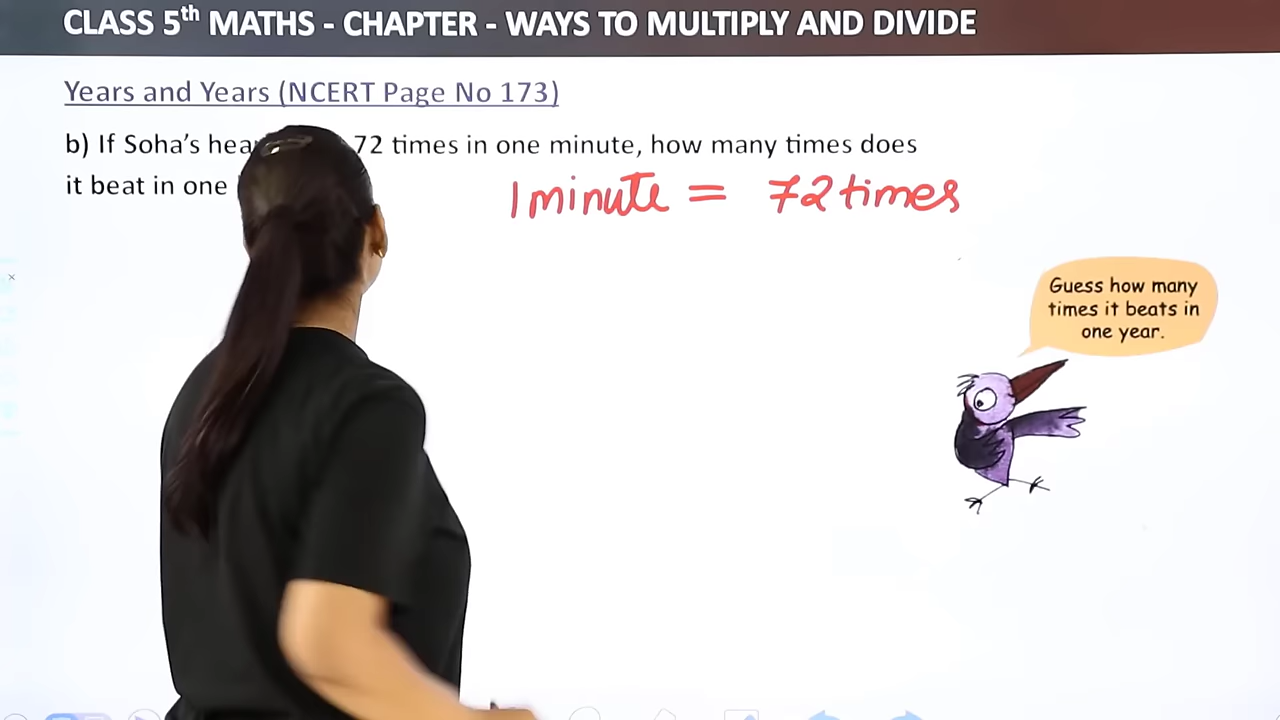 CLASS 5th MATHS - CHAPTER - WAYS TO MULTIPLY AND DIVIDE
Years and Years (NCERT Page No 173)
b) If Soha's 72 times in one minute, how many times does
it beat in one
1 minute = 72 times
Guess how many
times it beats in
one year.